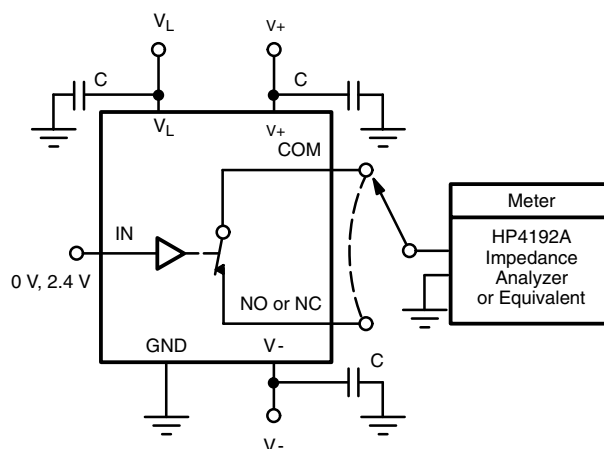 VL
V+
C
C
VL
V+
COM
IN
0 V, 2.4 V
NO or NC
GND
V-
C
V-
Meter
HP4192A
Impedance
Analyzer
or Equivalent